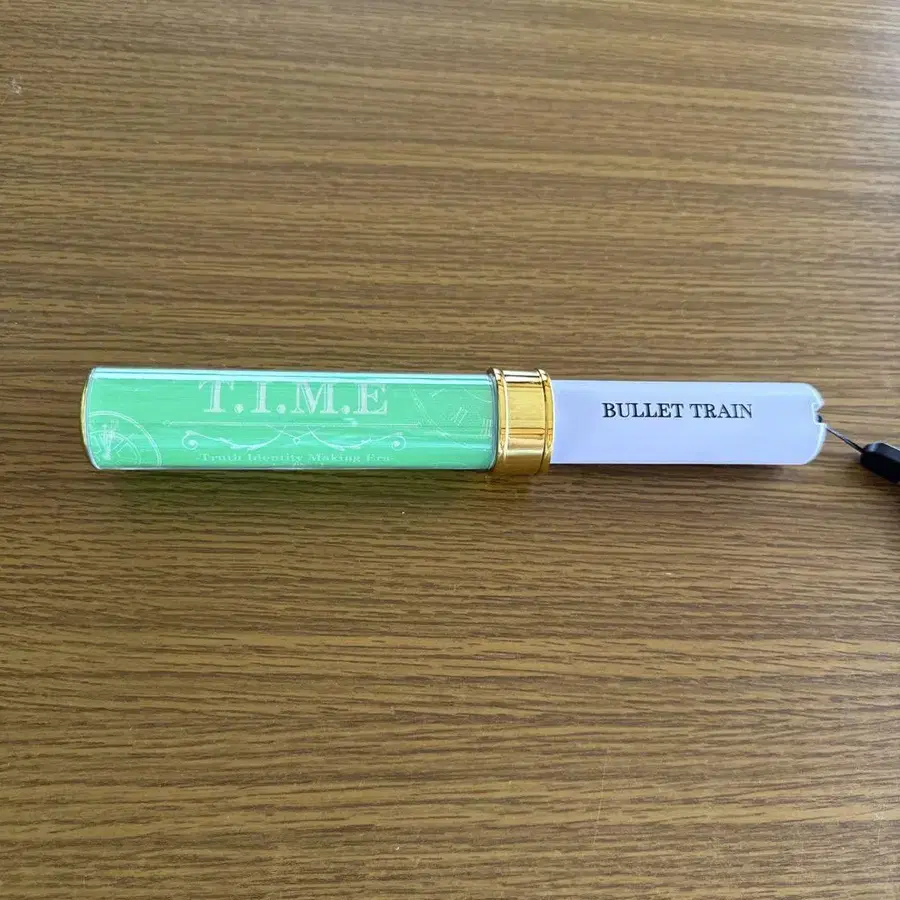 T.I.M.E
Truth Identity Making Era
BULLET TRAIN